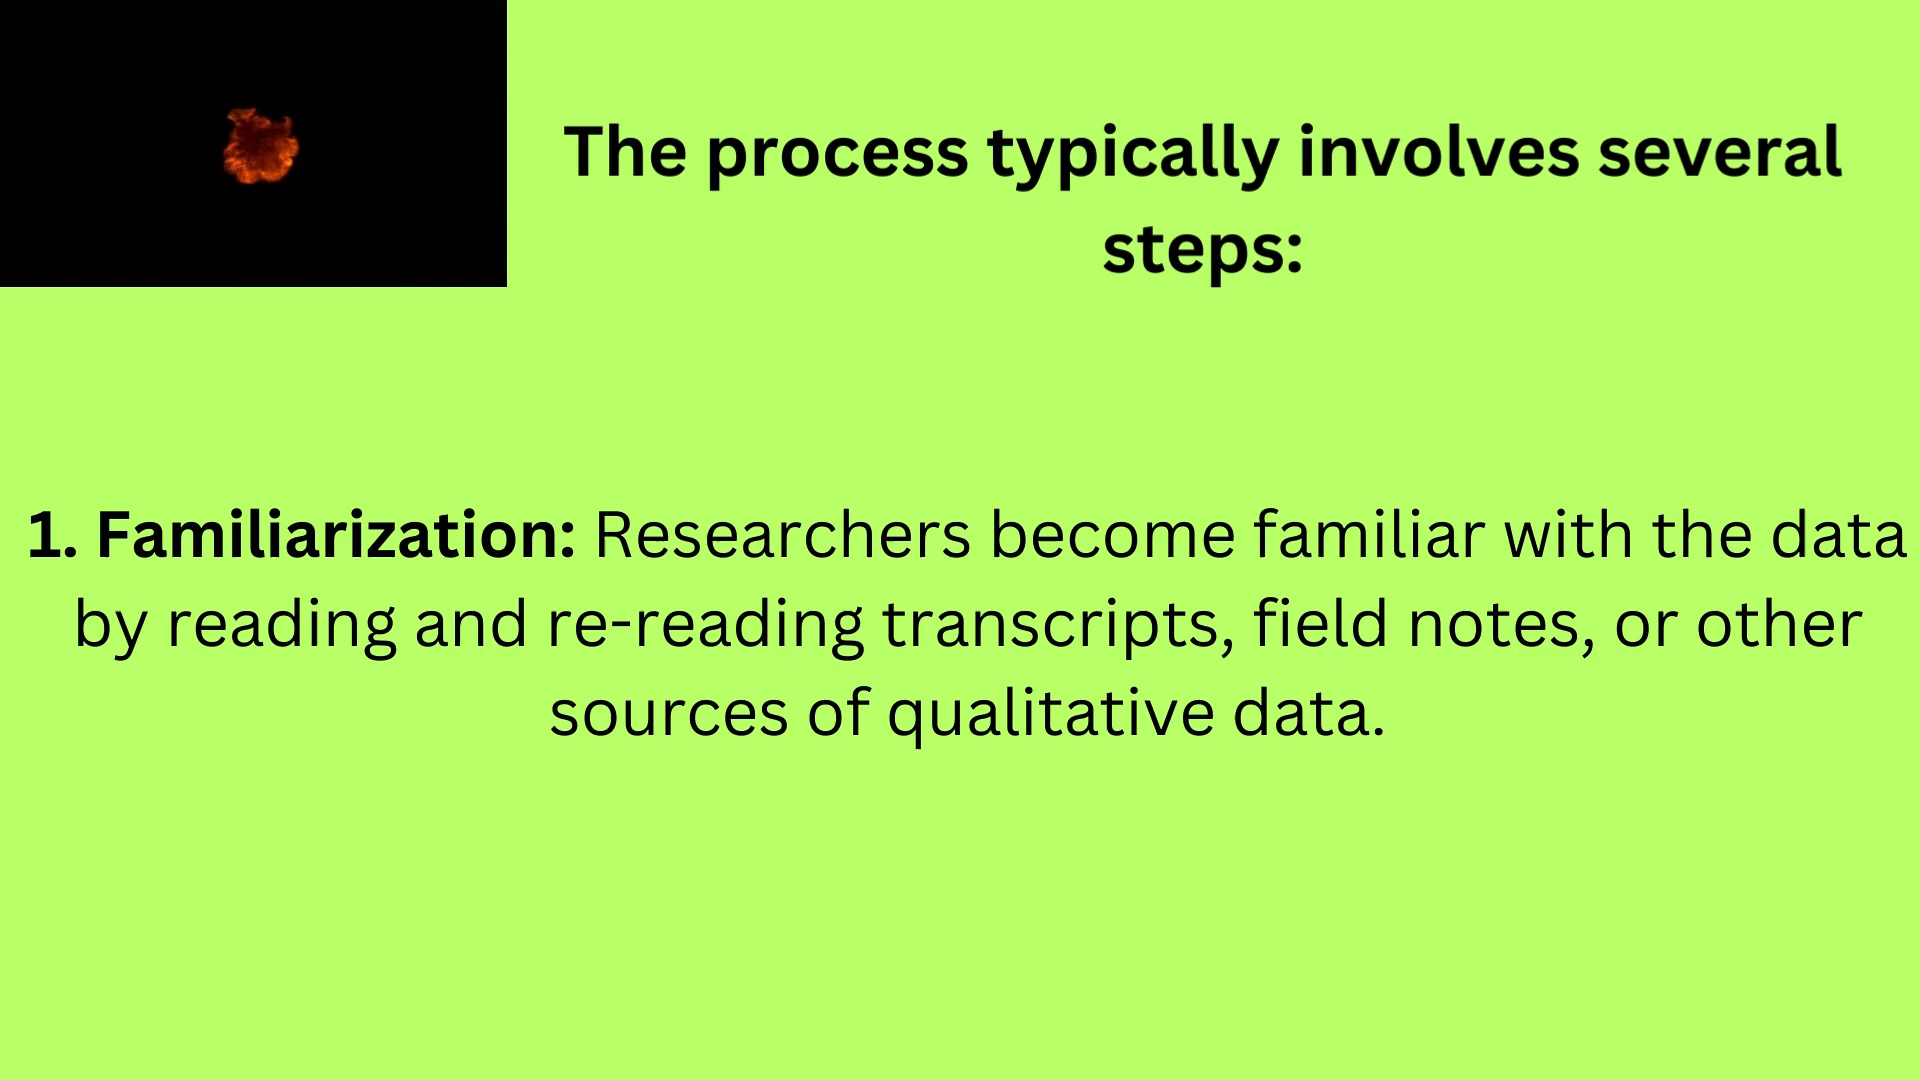 The process typically involves several
steps:
1. Familiarization: Researchers become familiar with the data
by reading and re-reading transcripts, field notes, or other
sources of qualitative data.